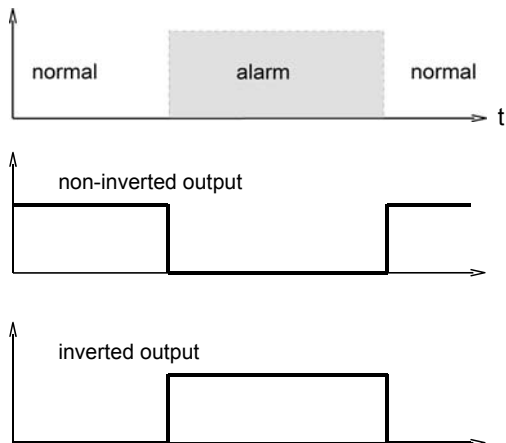 normal alarm normal
t
non-inverted output
inverted output